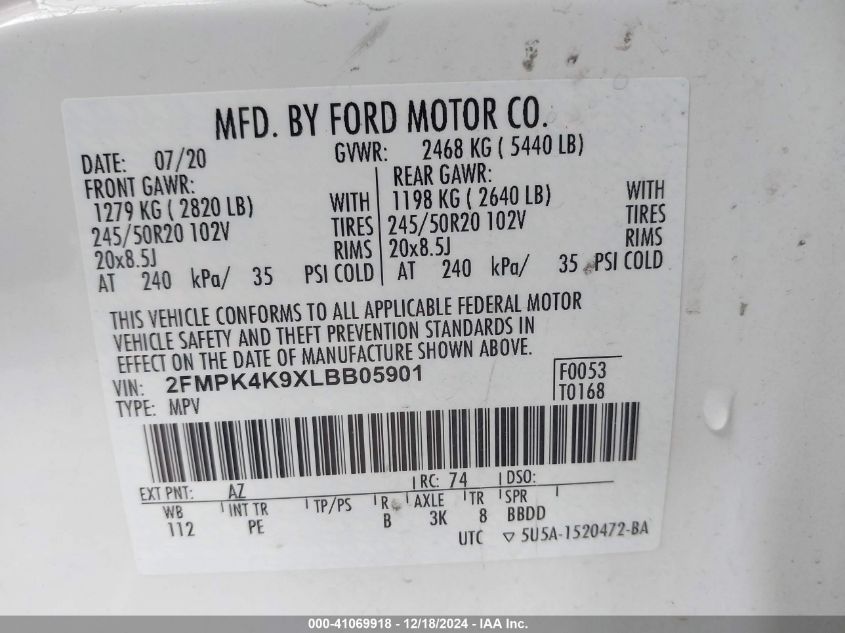 MFD. BY FORD MOTOR CO.
DATE: 07/20 GVWR: 2468 KG ( 5440 LB)
FRONT GAWR: REAR GAWR:
1279 KG ( 2820 LB) WITH 1198 KG ( 2640 LB) WITH
245/50R20 102V TIRES 245/50R20 102V TIRES
20x8.5J RIMS 20x8.5J RIMS
AT 240 kPa/ 35 PSI COLD AT 240 kPa/ 35 PSI COLD
THIS VEHICLE CONFORMS TO ALL APPLICABLE FEDERAL MOTOR
VEHICLE SAFETY AND THEFT PREVENTION STANDARDS IN
EFFECT ON THE DATE OF MANUFACTURE SHOWN ABOVE.
VIN: 2FMPK4K9XLBB05901 F0053
TYPE: MPV T0168
EXT PNT: AZ RC: 74 DSO:
WB INT TR TP/PS R AXLE TR SPR
112 PE B 3K 8 BBDD
UTC ▽ 5U5A-1520472-BA
000-41069918 - 12/18/2024 - IAA Inc.